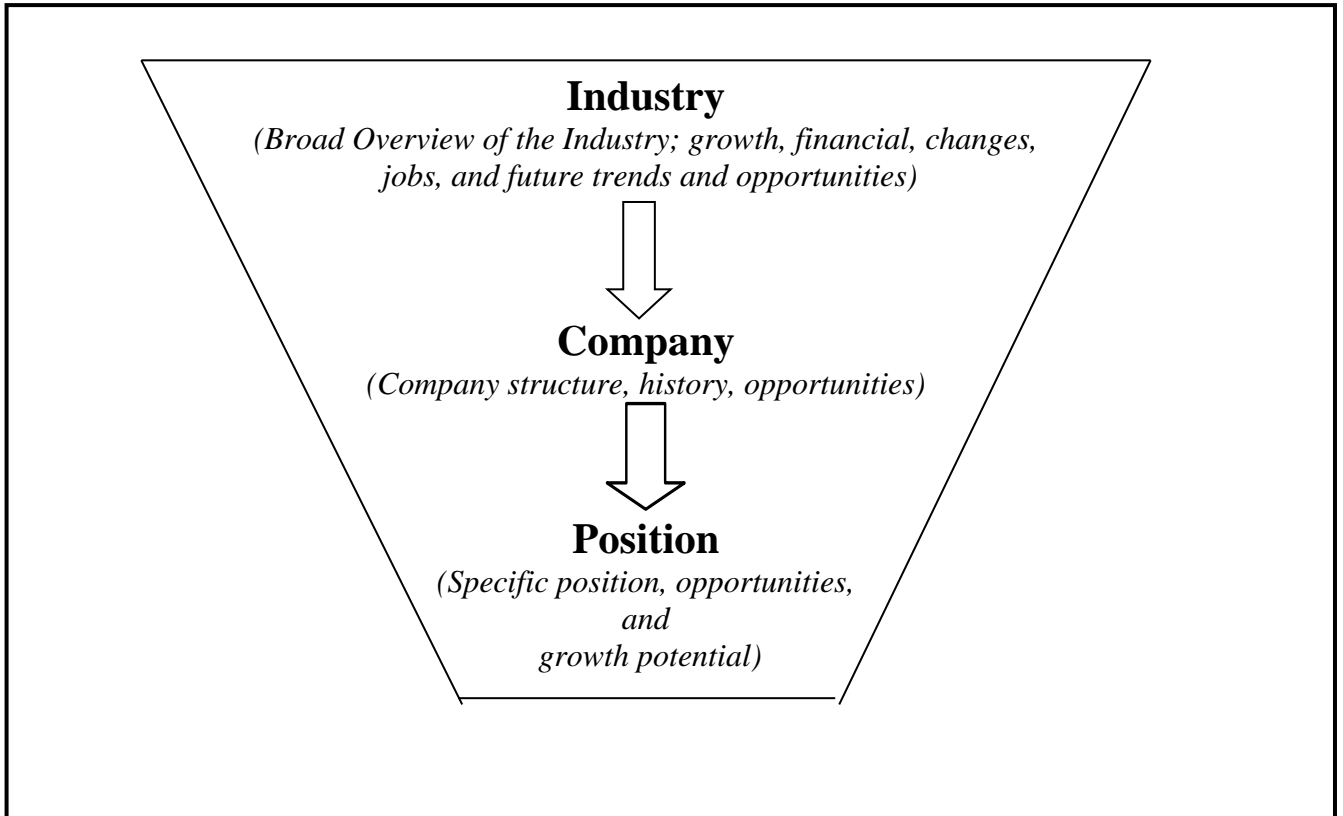 Industry
(Broad Overview of the Industry; growth, financial, changes,
jobs, and future trends and opportunities)
Company
(Company structure, history, opportunities)
Position
(Specific position, opportunities,
and
growth potential)